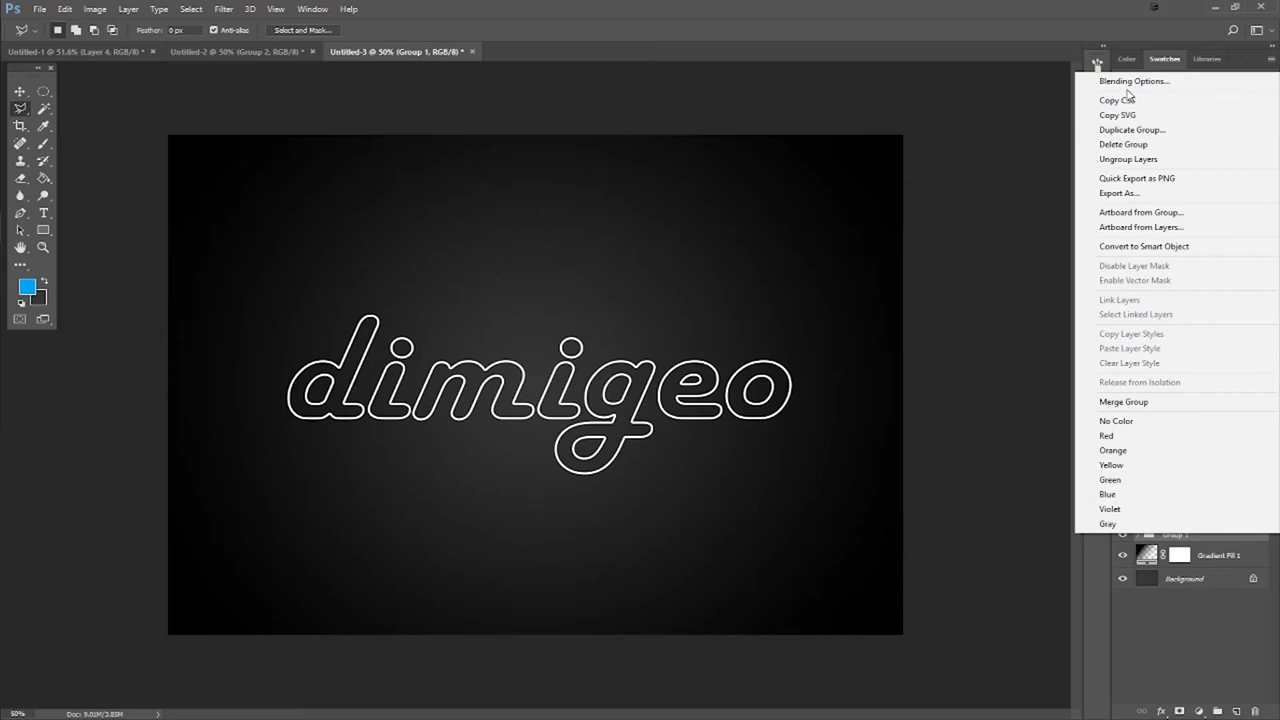 Ps File Edit Image Layer Type Select Filter 3D View Window Help
Feather: 0 px Anti-alias Select and Mask...
Untitled-1 @ 51.6% (Layer 4, RGB/8) * × Untitled-2 @ 50% (Group 2, RGB/8) * × Untitled-3 @ 50% (Group 1, RGB/8) * ×
Color Swatches Libraries
Blending Options...
Copy CSS
Copy SVG
Duplicate Group...
Delete Group
Ungroup Layers
Quick Export as PNG
Export As...
Artboard from Group...
Artboard from Layers...
Convert to Smart Object
Disable Layer Mask
Enable Vector Mask
Link Layers
Select Linked Layers
Copy Layer Styles
Paste Layer Style
Clear Layer Style
Release from Isolation
Merge Group
No Color
Red
Orange
Yellow
Green
Blue
Violet
Gray
dimigeo
Group 1
Gradient Fill 1
Background
50% Doc: 9.01M/3.85M